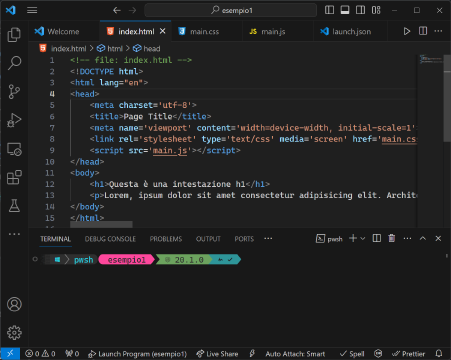 esempio1
Welcome index.html main.css main.js launch.json
index.html > html > head
1 <!-- file: index.html -->
2 <!DOCTYPE html>
3 <html lang="en">
4 <head>
5 <meta charset='utf-8'>
6 <title>Page Title</title>
7 <meta name='viewport' content='width=device-width, initial-scale=1'
8 <link rel='stylesheet' type='text/css' media='screen' href='main.cs
9 <script src='main.js'></script>
10 </head>
11 <body>
12 <h1>Questa è una intestazione h1</h1>
13 <p>Lorem, ipsum dolor sit amet consectetur adipisicing elit. Archit
14 </body>
15 </html>
TERMINAL DEBUG CONSOLE PROBLEMS OUTPUT PORTS ... pwsh
pwsh esempio1 20.1.0
0 0 0 Launch Program (esempio1) Live Share Auto Attach: Smart Spell Prettier